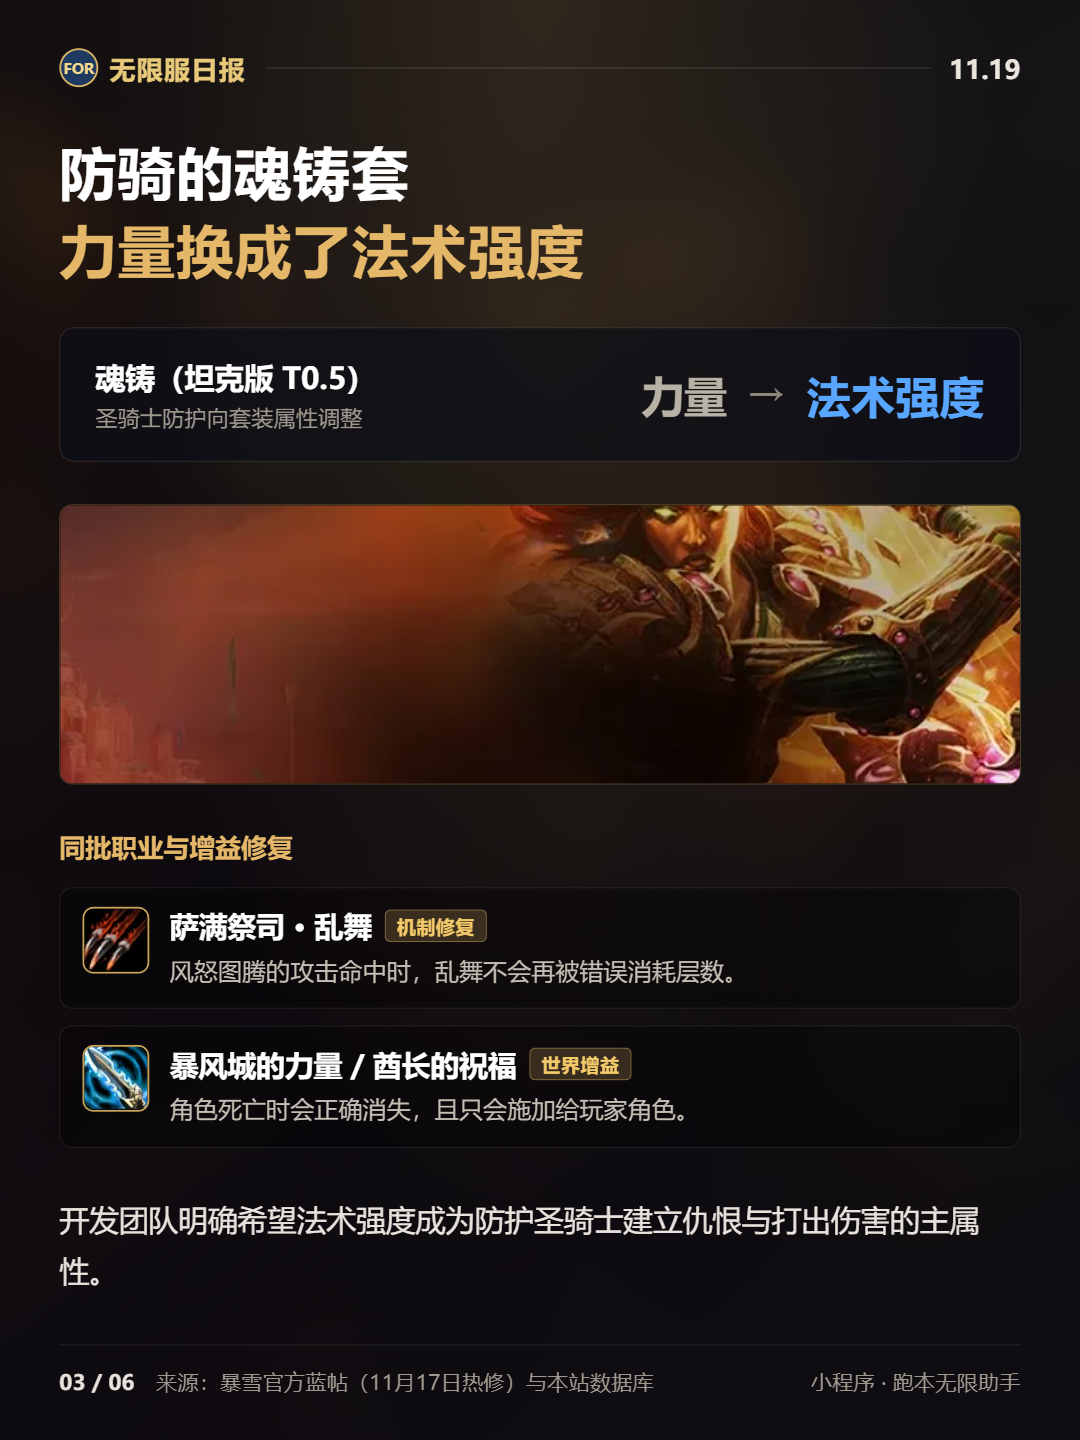 FOR 无限服日报 11.19
防骑的魂铸套
力量换成了法术强度
魂铸（坦克版 T0.5）
圣骑士防护向套装属性调整
力量 → 法术强度
同批职业与增益修复
萨满祭司·乱舞 机制修复
风怒图腾的攻击命中时，乱舞不会再被错误消耗层数。
暴风城的力量 / 酋长的祝福 世界增益
角色死亡时会正确消失，且只会施加给玩家角色。
开发团队明确希望法术强度成为防护圣骑士建立仇恨与打出伤害的主属
性。
03 / 06 来源：暴雪官方蓝帖（11月17日热修）与本站数据库 小程序 · 跑本无限助手